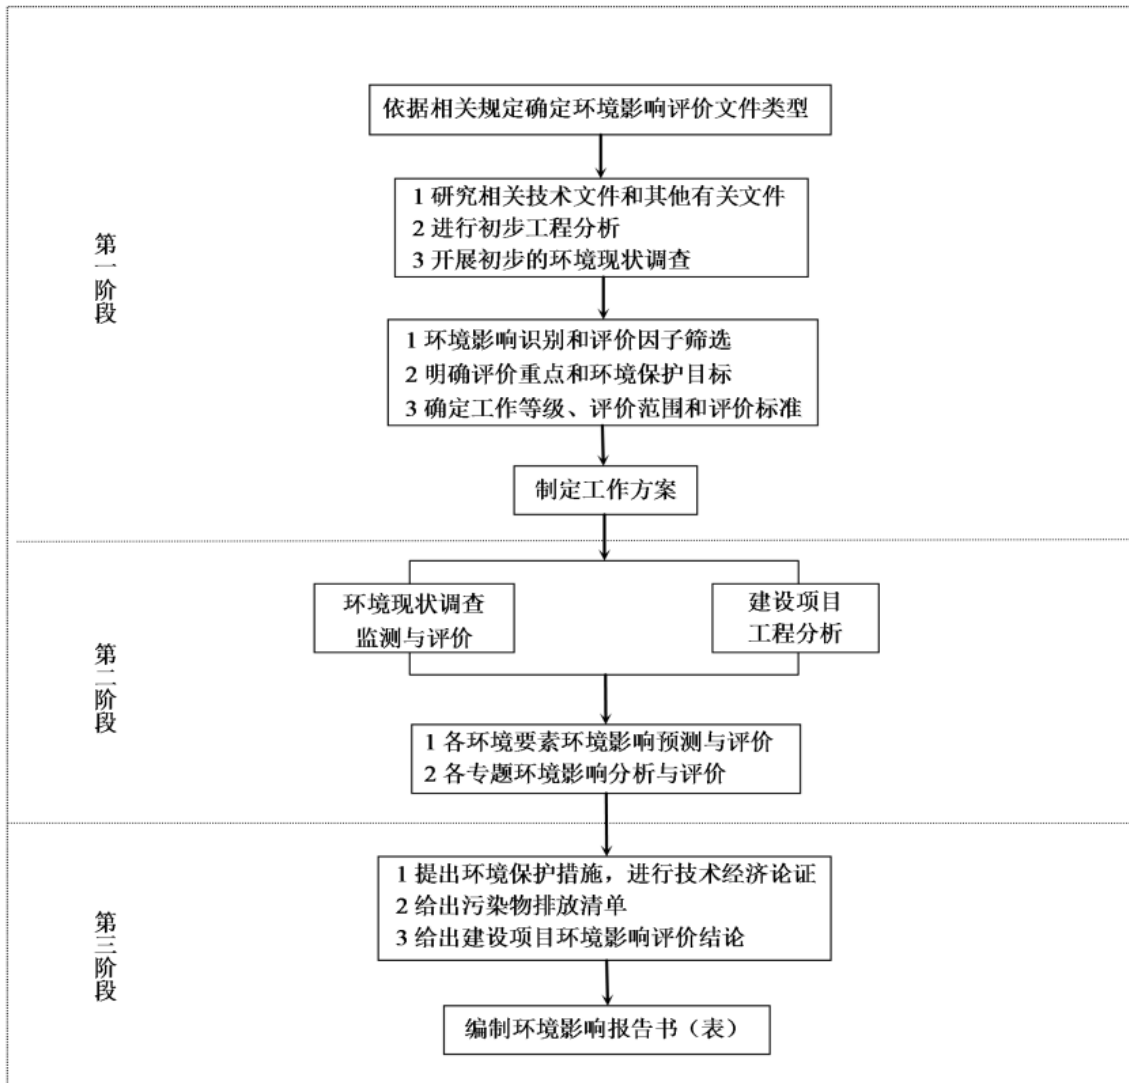 依据相关规定确定环境影响评价文件类型
1 研究相关技术文件和其他有关文件
2 进行初步工程分析
3 开展初步的环境现状调查
第一阶段
1 环境影响识别和评价因子筛选
2 明确评价重点和环境保护目标
3 确定工作等级、评价范围和评价标准
制定工作方案
环境现状调查
监测与评价
建设项目
工程分析
第二阶段
1 各环境要素环境影响预测与评价
2 各专题环境影响分析与评价
1 提出环境保护措施，进行技术经济论证
2 给出污染物排放清单
3 给出建设项目环境影响评价结论
第三阶段
编制环境影响报告书（表）